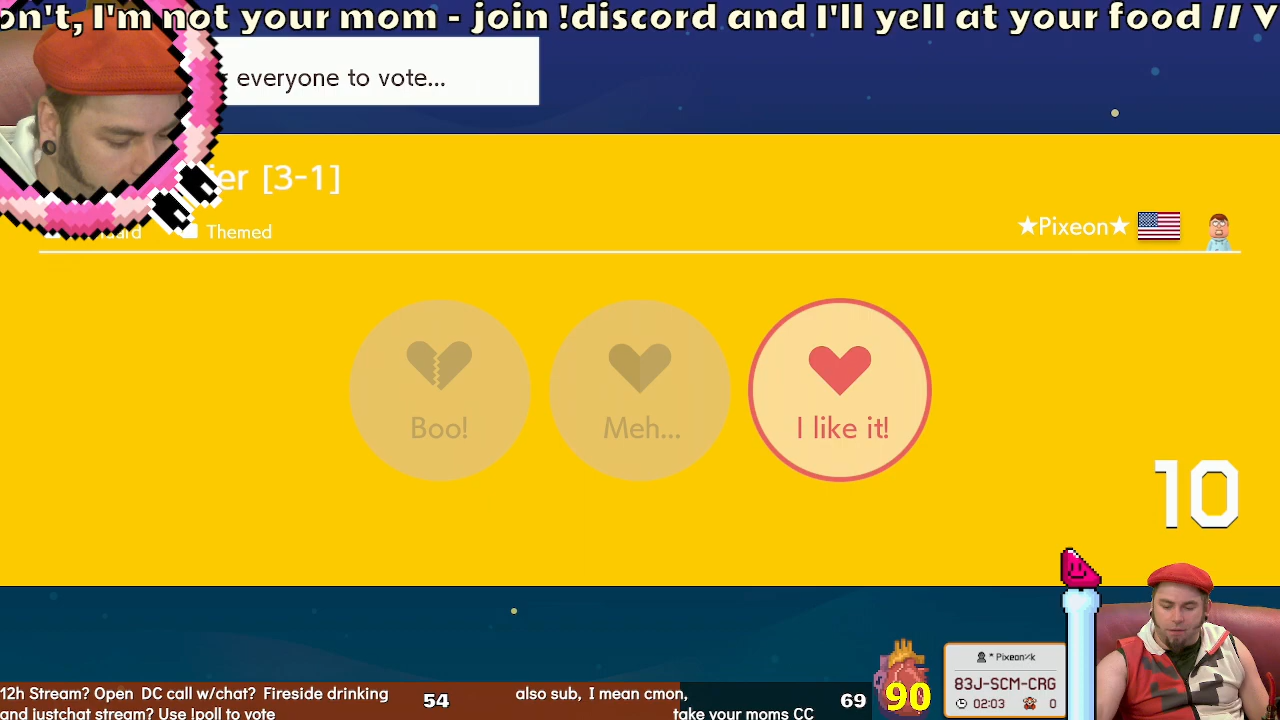 on't, I'm not your mom - join !discord and I'll yell at your food // V
everyone to vote...
ier [3-1]
Themed
★Pixeon★
Boo!
Meh...
I like it!
10
12h Stream? Open DC call w/chat? Fireside drinking
and justchat stream? Use !poll to vote
54
also sub, I mean cmon,
take your moms CC
69
90
83J-SCM-CRG
02:03
0